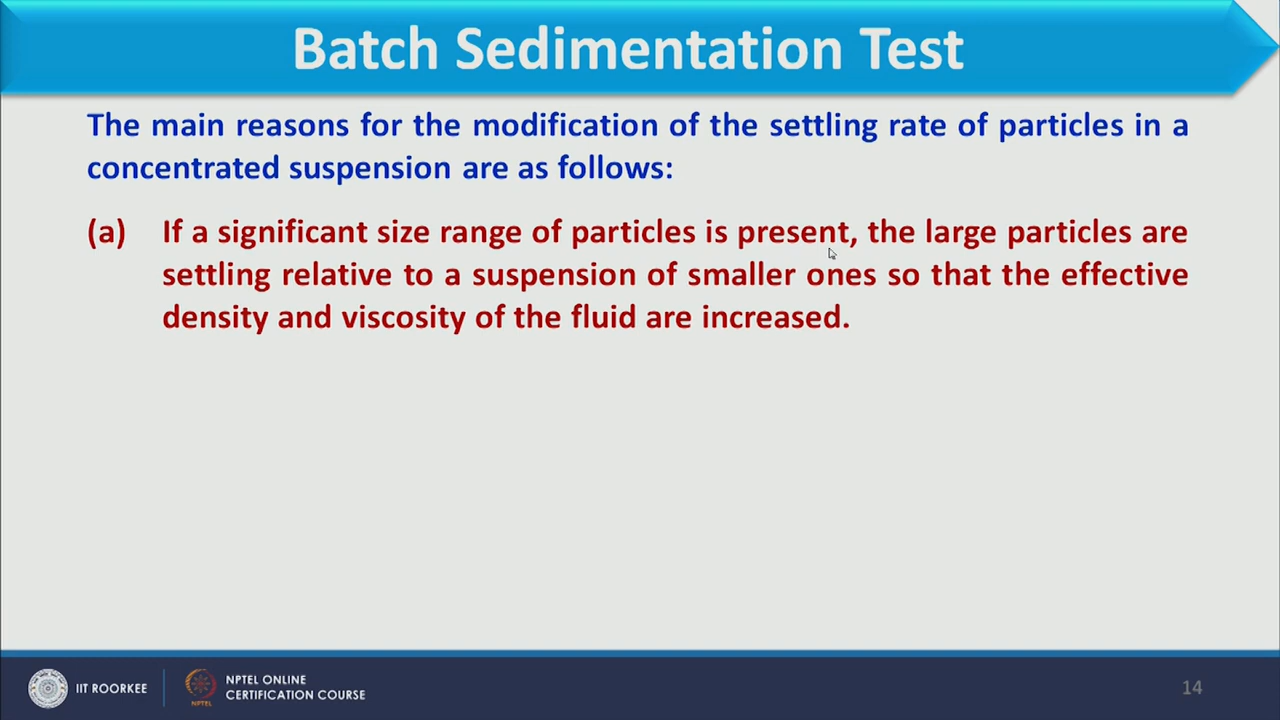 Batch Sedimentation Test
The main reasons for the modification of the settling rate of particles in a
concentrated suspension are as follows:
(a) If a significant size range of particles is present, the large particles are
settling relative to a suspension of smaller ones so that the effective
density and viscosity of the fluid are increased.
IIT ROORKEE
NPTEL
NPTEL ONLINE
CERTIFICATION COURSE
14